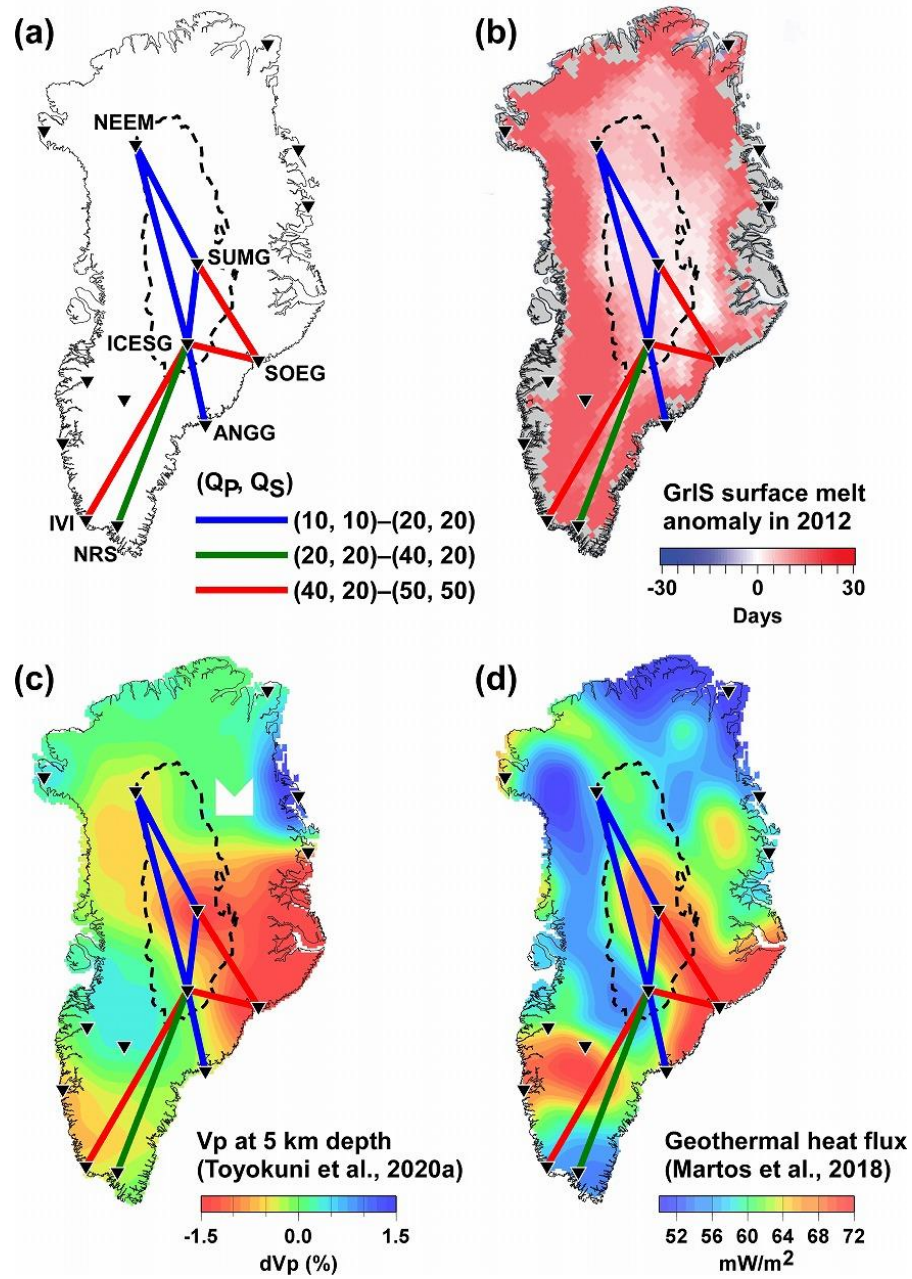 (a)
NEEM
SUMG
ICESG
SOEG
ANGG
(QP, QS)
IVI
NRS
(10, 10)–(20, 20)
(20, 20)–(40, 20)
(40, 20)–(50, 50)
(b)
GrIS surface melt
anomaly in 2012
-30 0 30
Days
(c)
Vp at 5 km depth
(Toyokuni et al., 2020a)
-1.5 0.0 1.5
dVp (%)
(d)
Geothermal heat flux
(Martos et al., 2018)
52 56 60 64 68 72
mW/m²